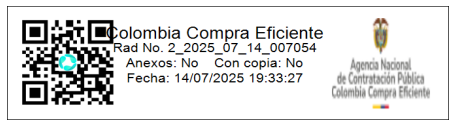 Colombia Compra Eficiente
Rad No. 2_2025_07_14_007054
Anexos: No Con copia: No
Fecha: 14/07/2025 19:33:27
Agencia Nacional
de Contratación Pública
Colombia Compra Eficiente